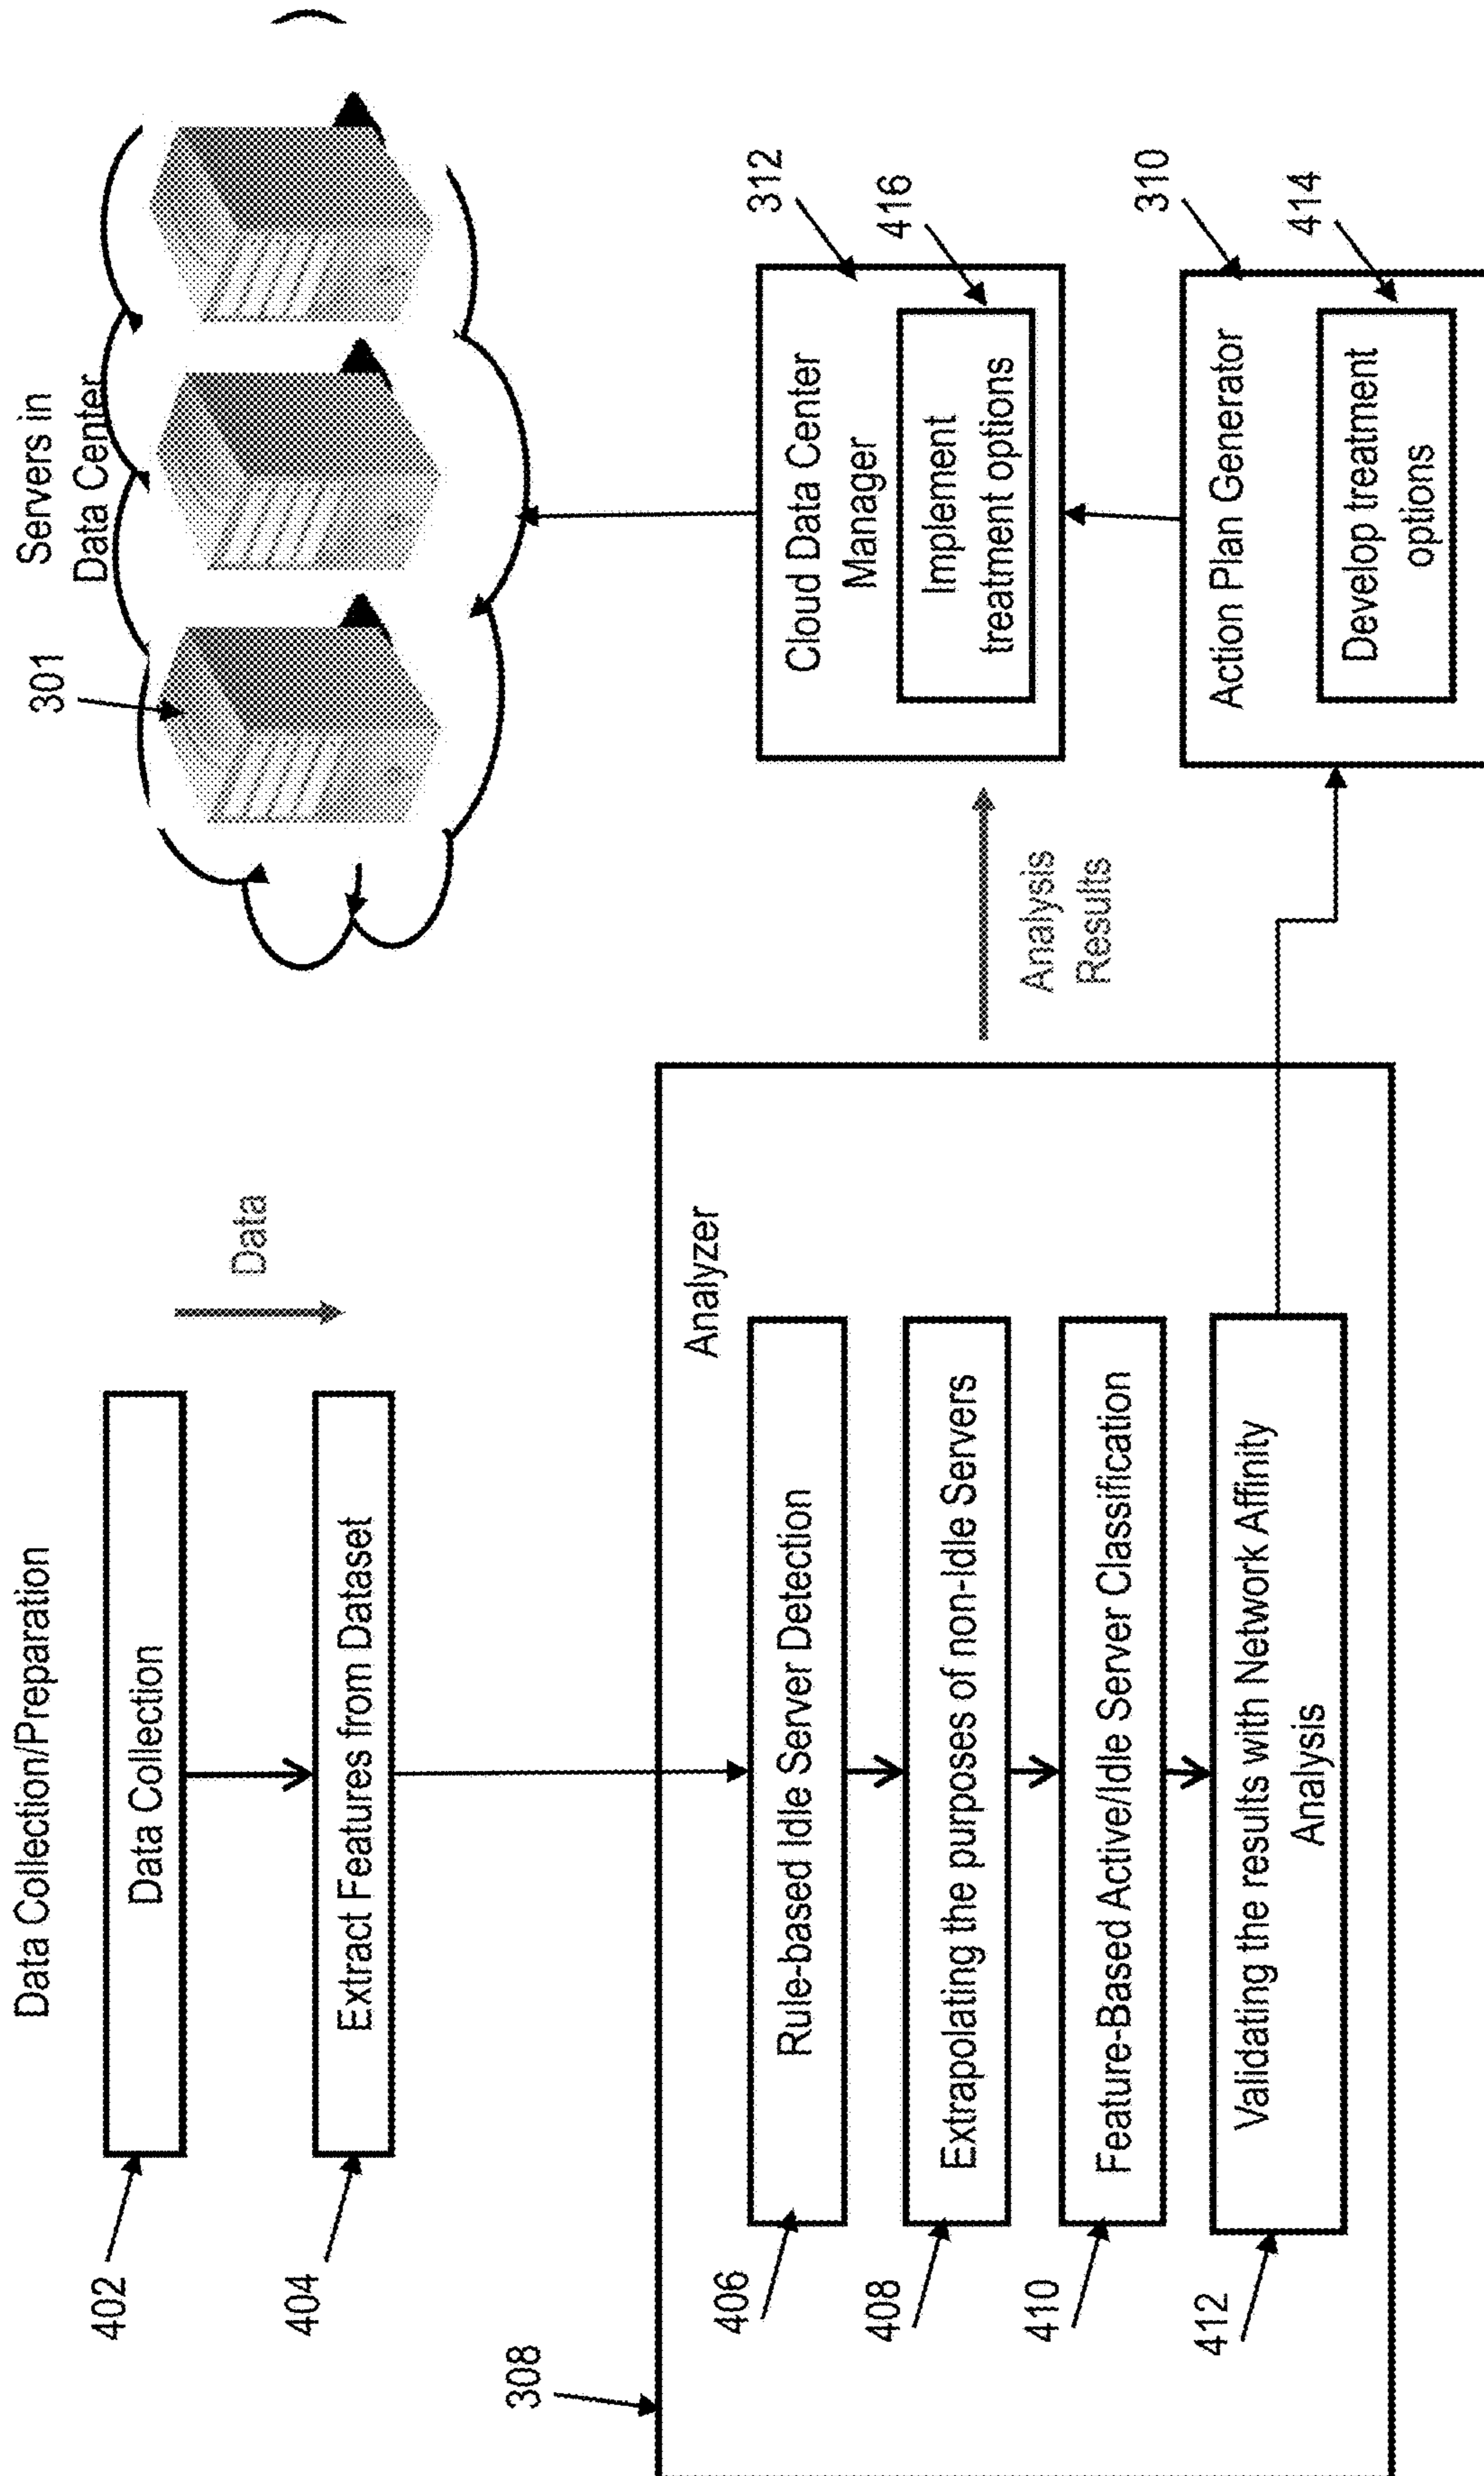 Data Collection/Preparation
402
Data Collection
Data
404
Extract Features from Dataset
308
Analyzer
406
Rule-based Idle Server Detection
408
Extrapolating the purposes of non-Idle Servers
410
Feature-Based Active/Idle Server Classification
412
Validating the results with Network Affinity
Analysis
Analysis
Results
Servers in
Data Center
301
312
Cloud Data Center
Manager
416
Implement
treatment options
310
Action Plan Generator
414
Develop treatment
options